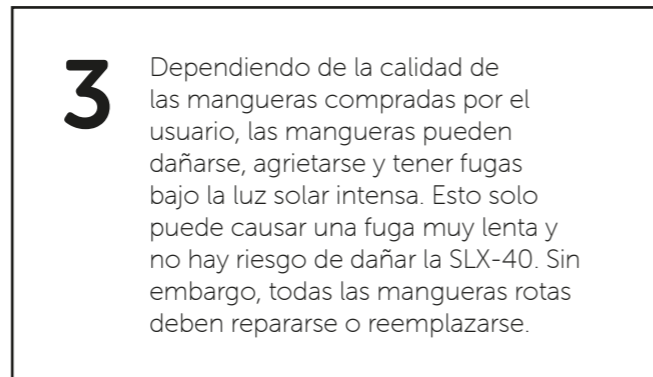 3
Dependiendo de la calidad de
las mangueras compradas por el
usuario, las mangueras pueden
dañarse, agrietarse y tener fugas
bajo la luz solar intensa. Esto solo
puede causar una fuga muy lenta y
no hay riesgo de dañar la SLX-40. Sin
embargo, todas las mangueras rotas
deben repararse o reemplazarse.